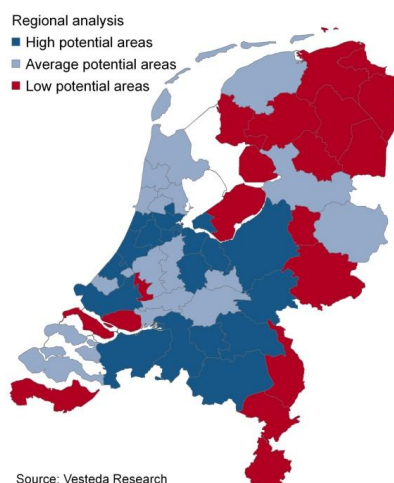 Regional analysis
High potential areas
Average potential areas
Low potential areas
Source: Vesteda Research